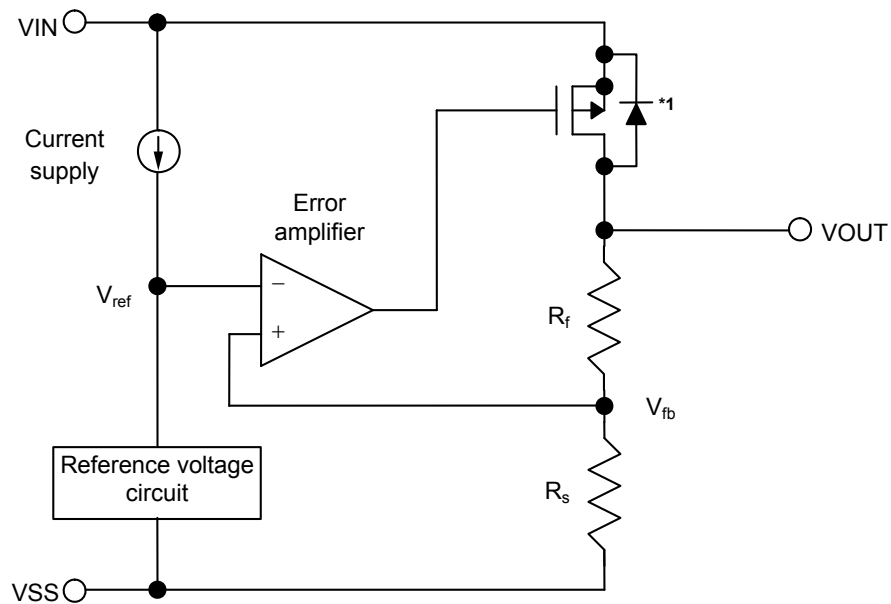 VIN
*1
Current
supply
Error
amplifier
VOUT
Vref
−
+
Rf
Vfb
Reference voltage
circuit
Rs
VSS